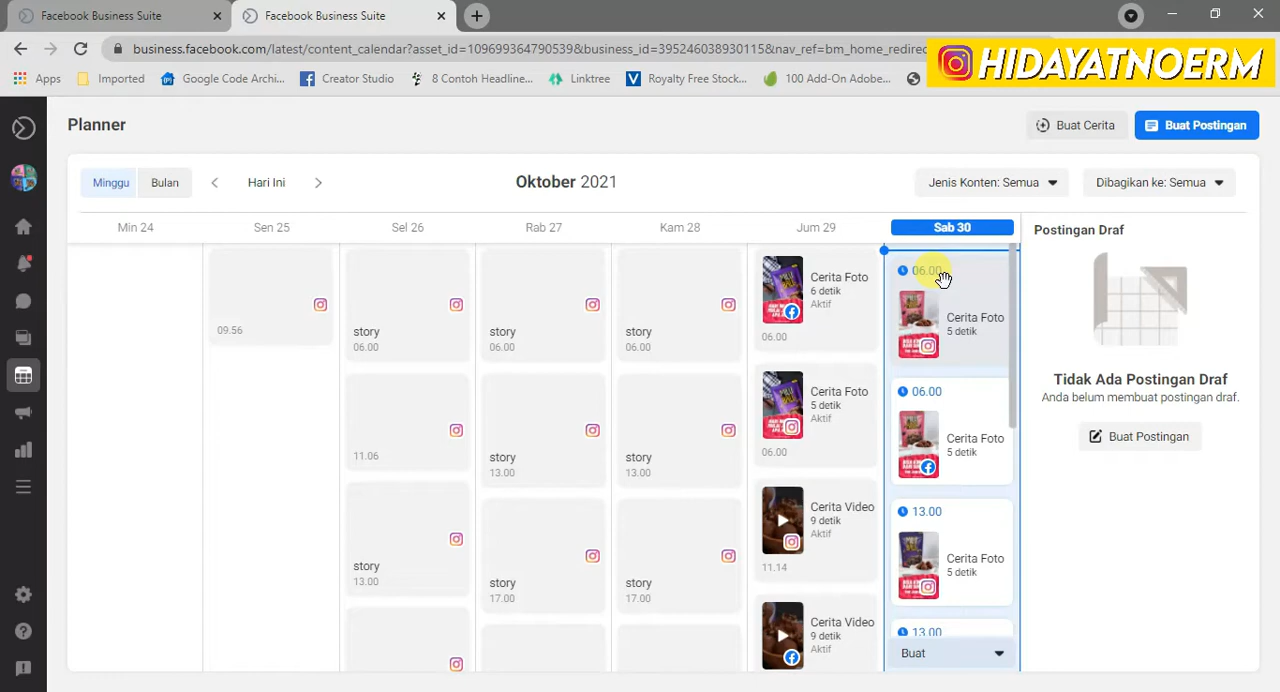 Facebook Business Suite
Facebook Business Suite
business.facebook.com/latest/content_calendar?asset_id=109699364790539&business_id=395246038930115&nav_ref=bm_home_redirec
HIDAYATNOERM
Apps
Imported
Google Code Archi...
Creator Studio
8 Contoh Headline...
Linktree
Royalty Free Stock...
100 Add-On Adobe...
Planner
Buat Cerita
Buat Postingan
Minggu
Bulan
Hari Ini
Oktober 2021
Jenis Konten: Semua
Dibagikan ke: Semua
Min 24
Sen 25
Sel 26
Rab 27
Kam 28
Jum 29
Sab 30
09.56
story
06.00
11.06
story
13.00
story
06.00
story
13.00
story
17.00
story
06.00
story
13.00
story
17.00
Cerita Foto
6 detik
Aktif
06.00
Cerita Foto
5 detik
Aktif
06.00
Cerita Video
9 detik
Aktif
11.14
Cerita Video
6 detik
Aktif
06.00
Cerita Foto
5 detik
06.00
Cerita Foto
5 detik
13.00
Cerita Foto
5 detik
13.00
Buat
Postingan Draf
Tidak Ada Postingan Draf
Anda belum membuat postingan draf.
Buat Postingan